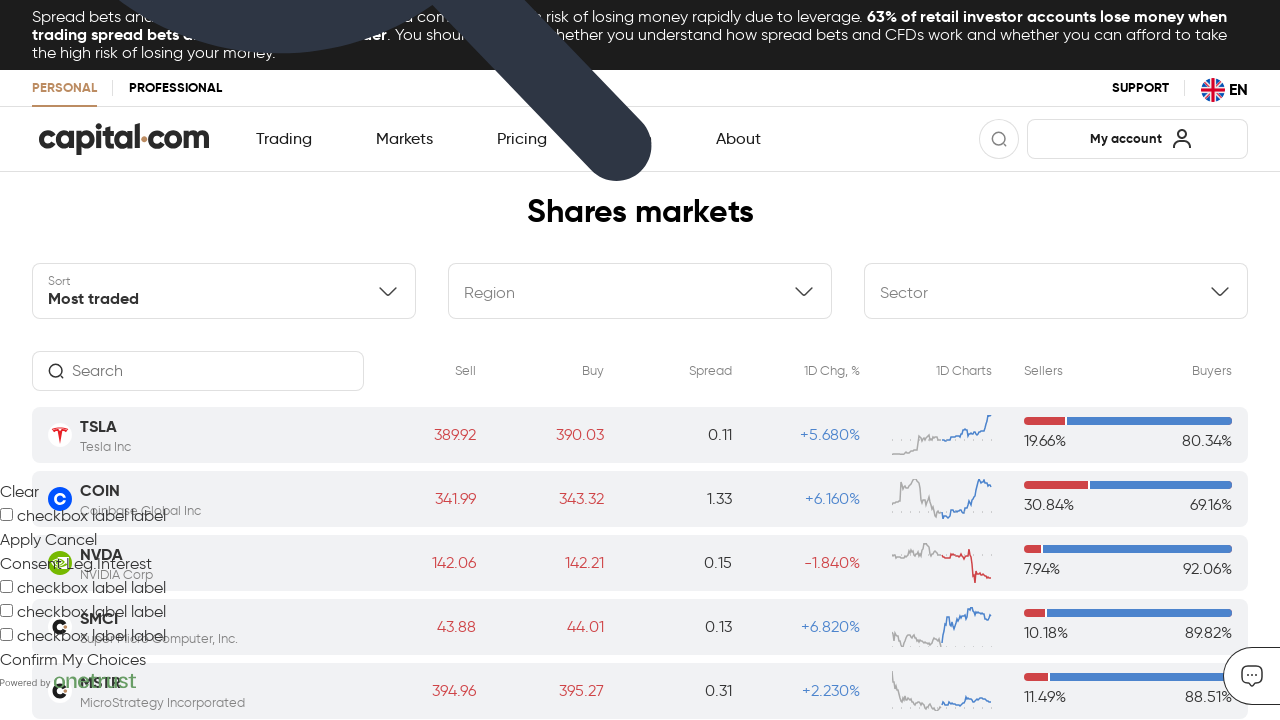 Spread bets and risk of losing money rapidly due to leverage. 63% of retail investor accounts lose money when
trading spread bets . You should whether you understand how spread bets and CFDs work and whether you can afford to take
the high risk of losing your money.
PERSONAL PROFESSIONAL SUPPORT EN
capital.com Trading Markets Pricing About My account
Shares markets
Sort
Most traded
Region
Sector
Search Sell Buy Spread 1D Chg, % 1D Charts Sellers Buyers
TSLA
Tesla Inc
389.92 390.03 0.11 +5.680% 19.66% 80.34%
COIN
Coinbase Global Inc
341.99 343.32 1.33 +6.160% 30.84% 69.16%
NVDA
NVIDIA Corp
142.06 142.21 0.15 -1.840% 7.94% 92.06%
SMCI
Super Micro Computer, Inc.
43.88 44.01 0.13 +6.820% 10.18% 89.82%
MSTR
MicroStrategy Incorporated
394.96 395.27 0.31 +2.230% 11.49% 88.51%
Clear
checkbox label label
Apply Cancel
Consent Leg.Interest
checkbox label label
checkbox label label
checkbox label label
Confirm My Choices
Powered by onetrust